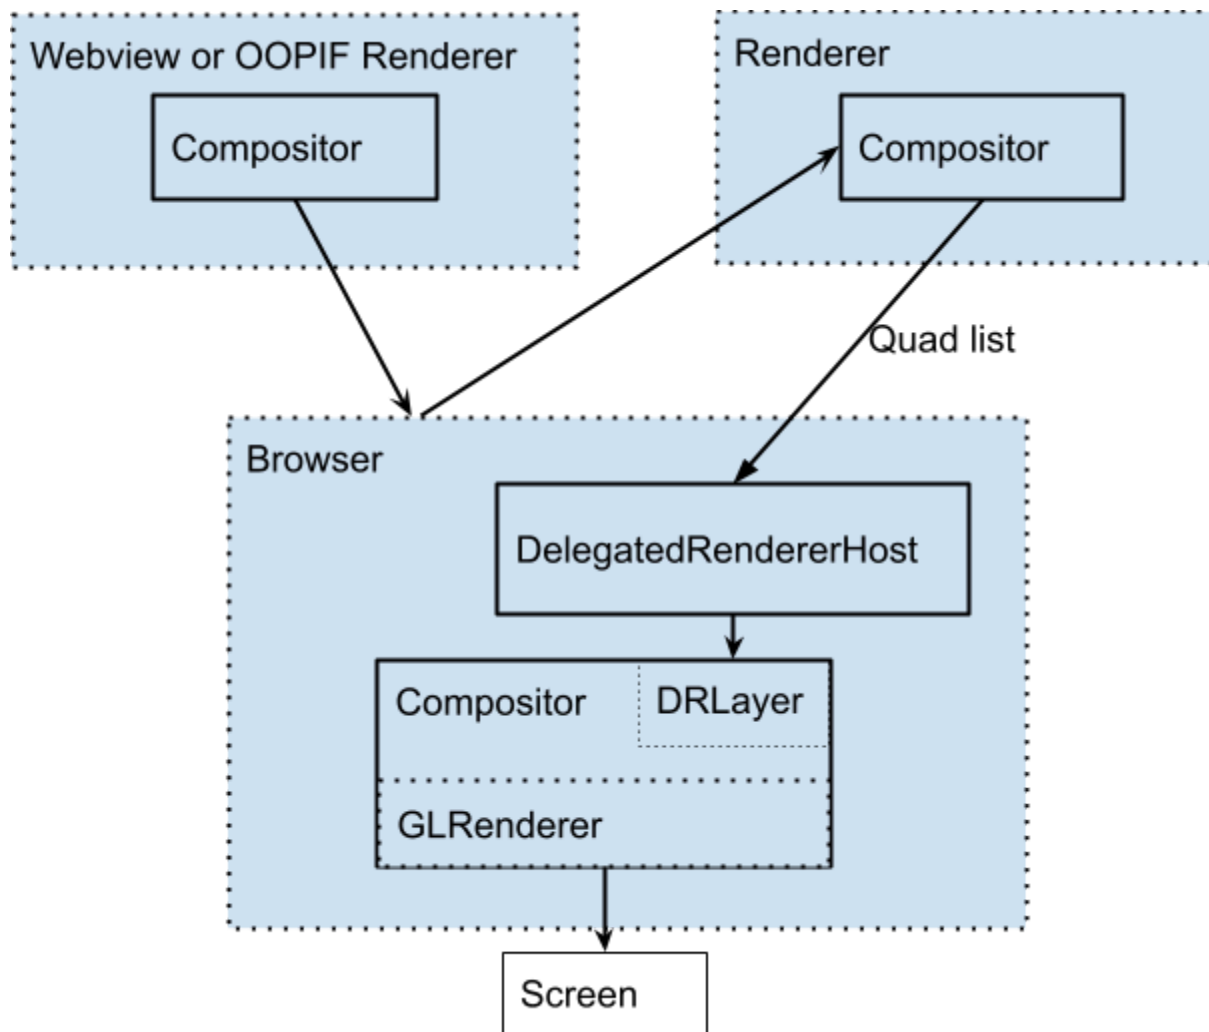 Webview or OOPIF Renderer
Compositor
Renderer
Compositor
Quad list
Browser
DelegatedRendererHost
Compositor
DRLayer
GLRenderer
Screen